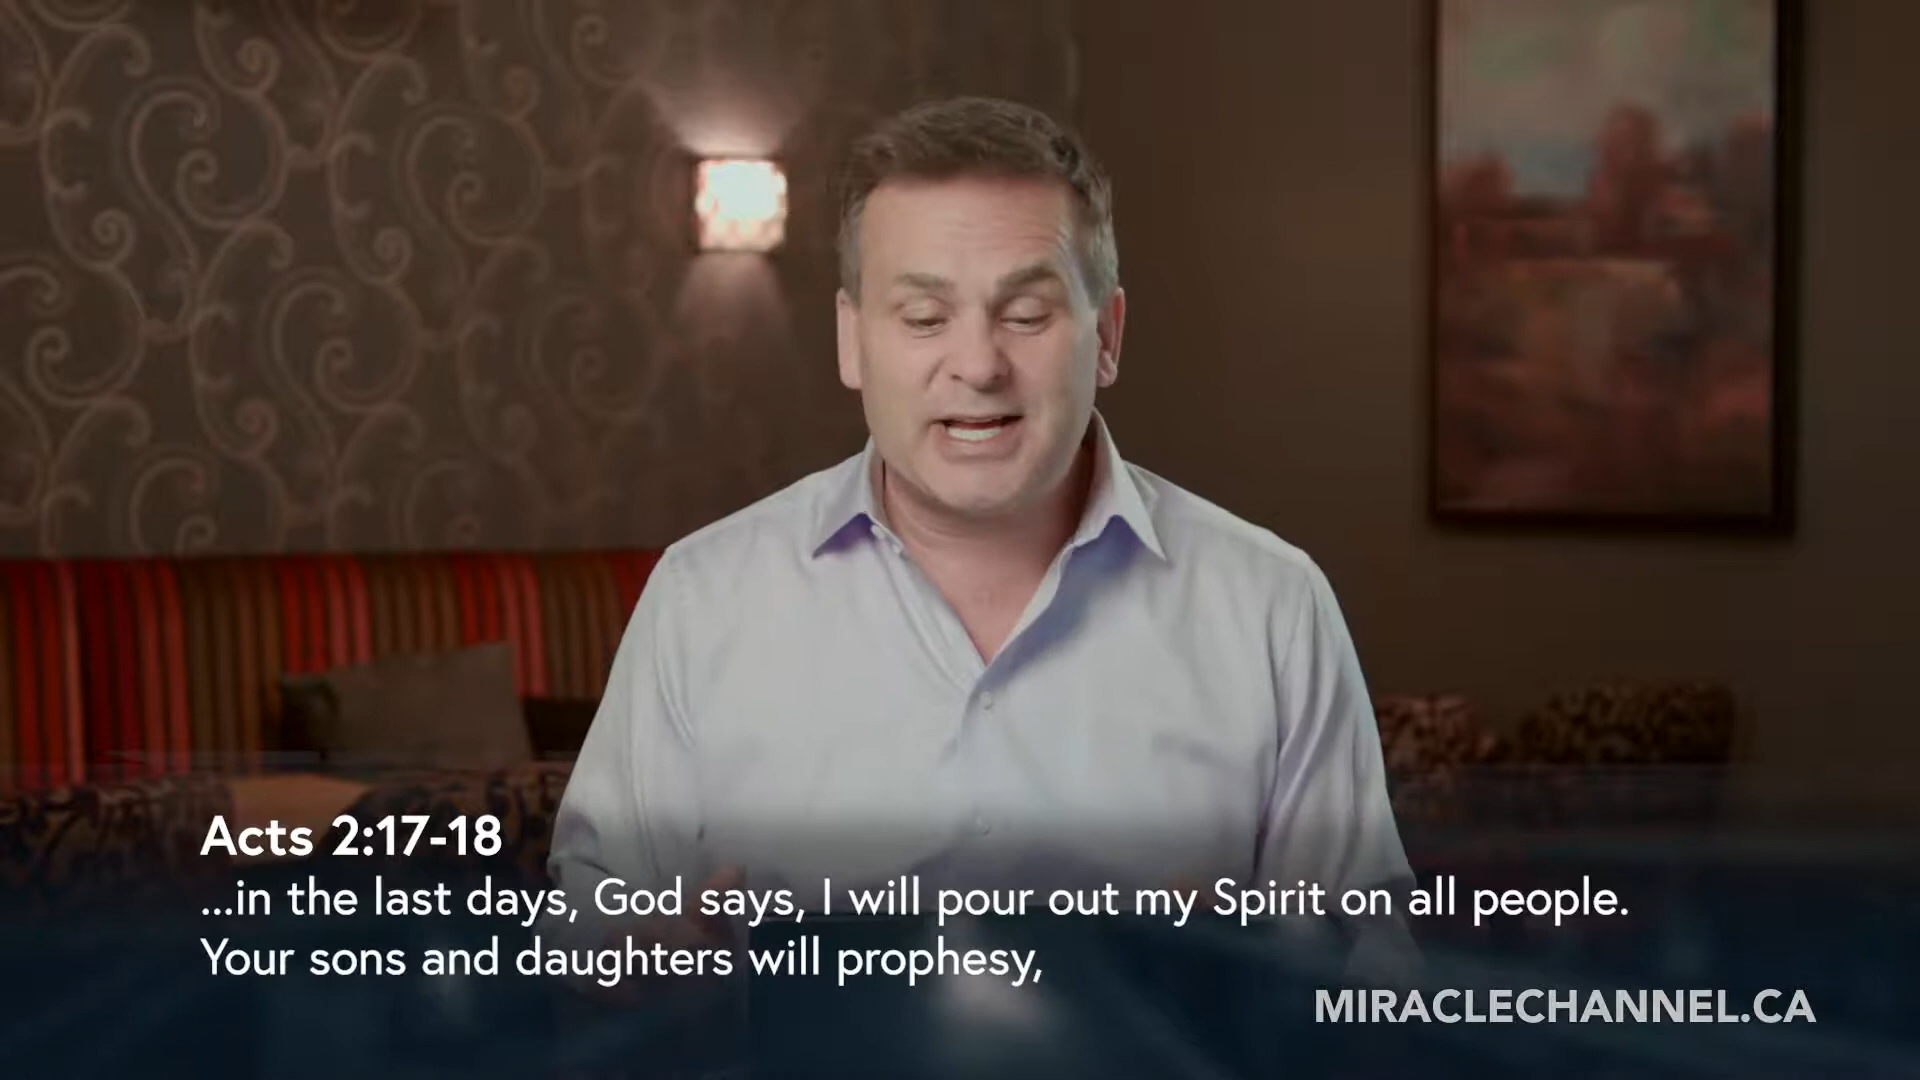 Acts 2:17-18
...in the last days, God says, I will pour out my Spirit on all people.
Your sons and daughters will prophesy,
MIRACLECHANNEL.CA